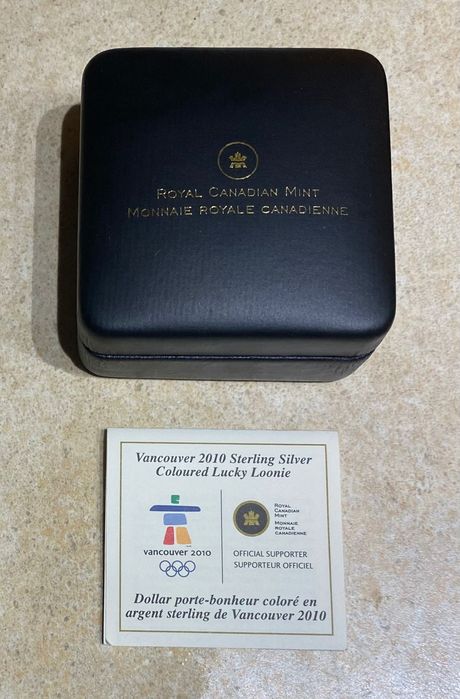 ROYAL CANADIAN MINT
MONNAIE ROYALE CANADIENNE
Vancouver 2010 Sterling Silver
Coloured Lucky Loonie
vancouver 2010
ROYAL
CANADIAN
MINT
MONNAIE
ROYALE
CANADIENNE
OFFICIAL SUPPORTER
SUPPORTEUR OFFICIEL
Dollar porte-bonheur coloré en
argent sterling de Vancouver 2010